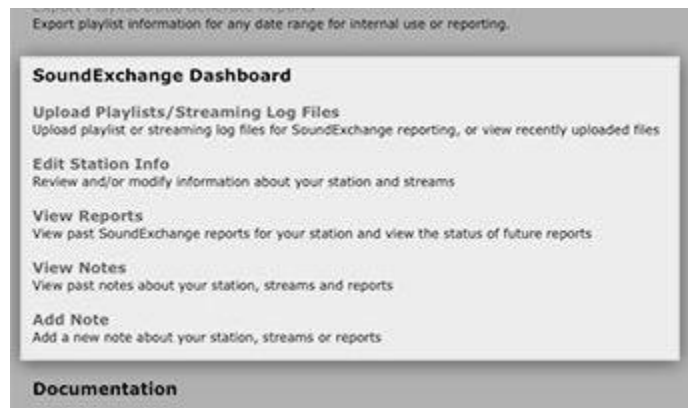 Export playlist information for any date range for internal use or reporting.
SoundExchange Dashboard
Upload Playlists/Streaming Log Files
Upload playlist or streaming log files for SoundExchange reporting, or view recently uploaded files
Edit Station Info
Review and/or modify information about your station and streams
View Reports
View past SoundExchange reports for your station and view the status of future reports
View Notes
View past notes about your station, streams and reports
Add Note
Add a new note about your station, streams or reports
Documentation